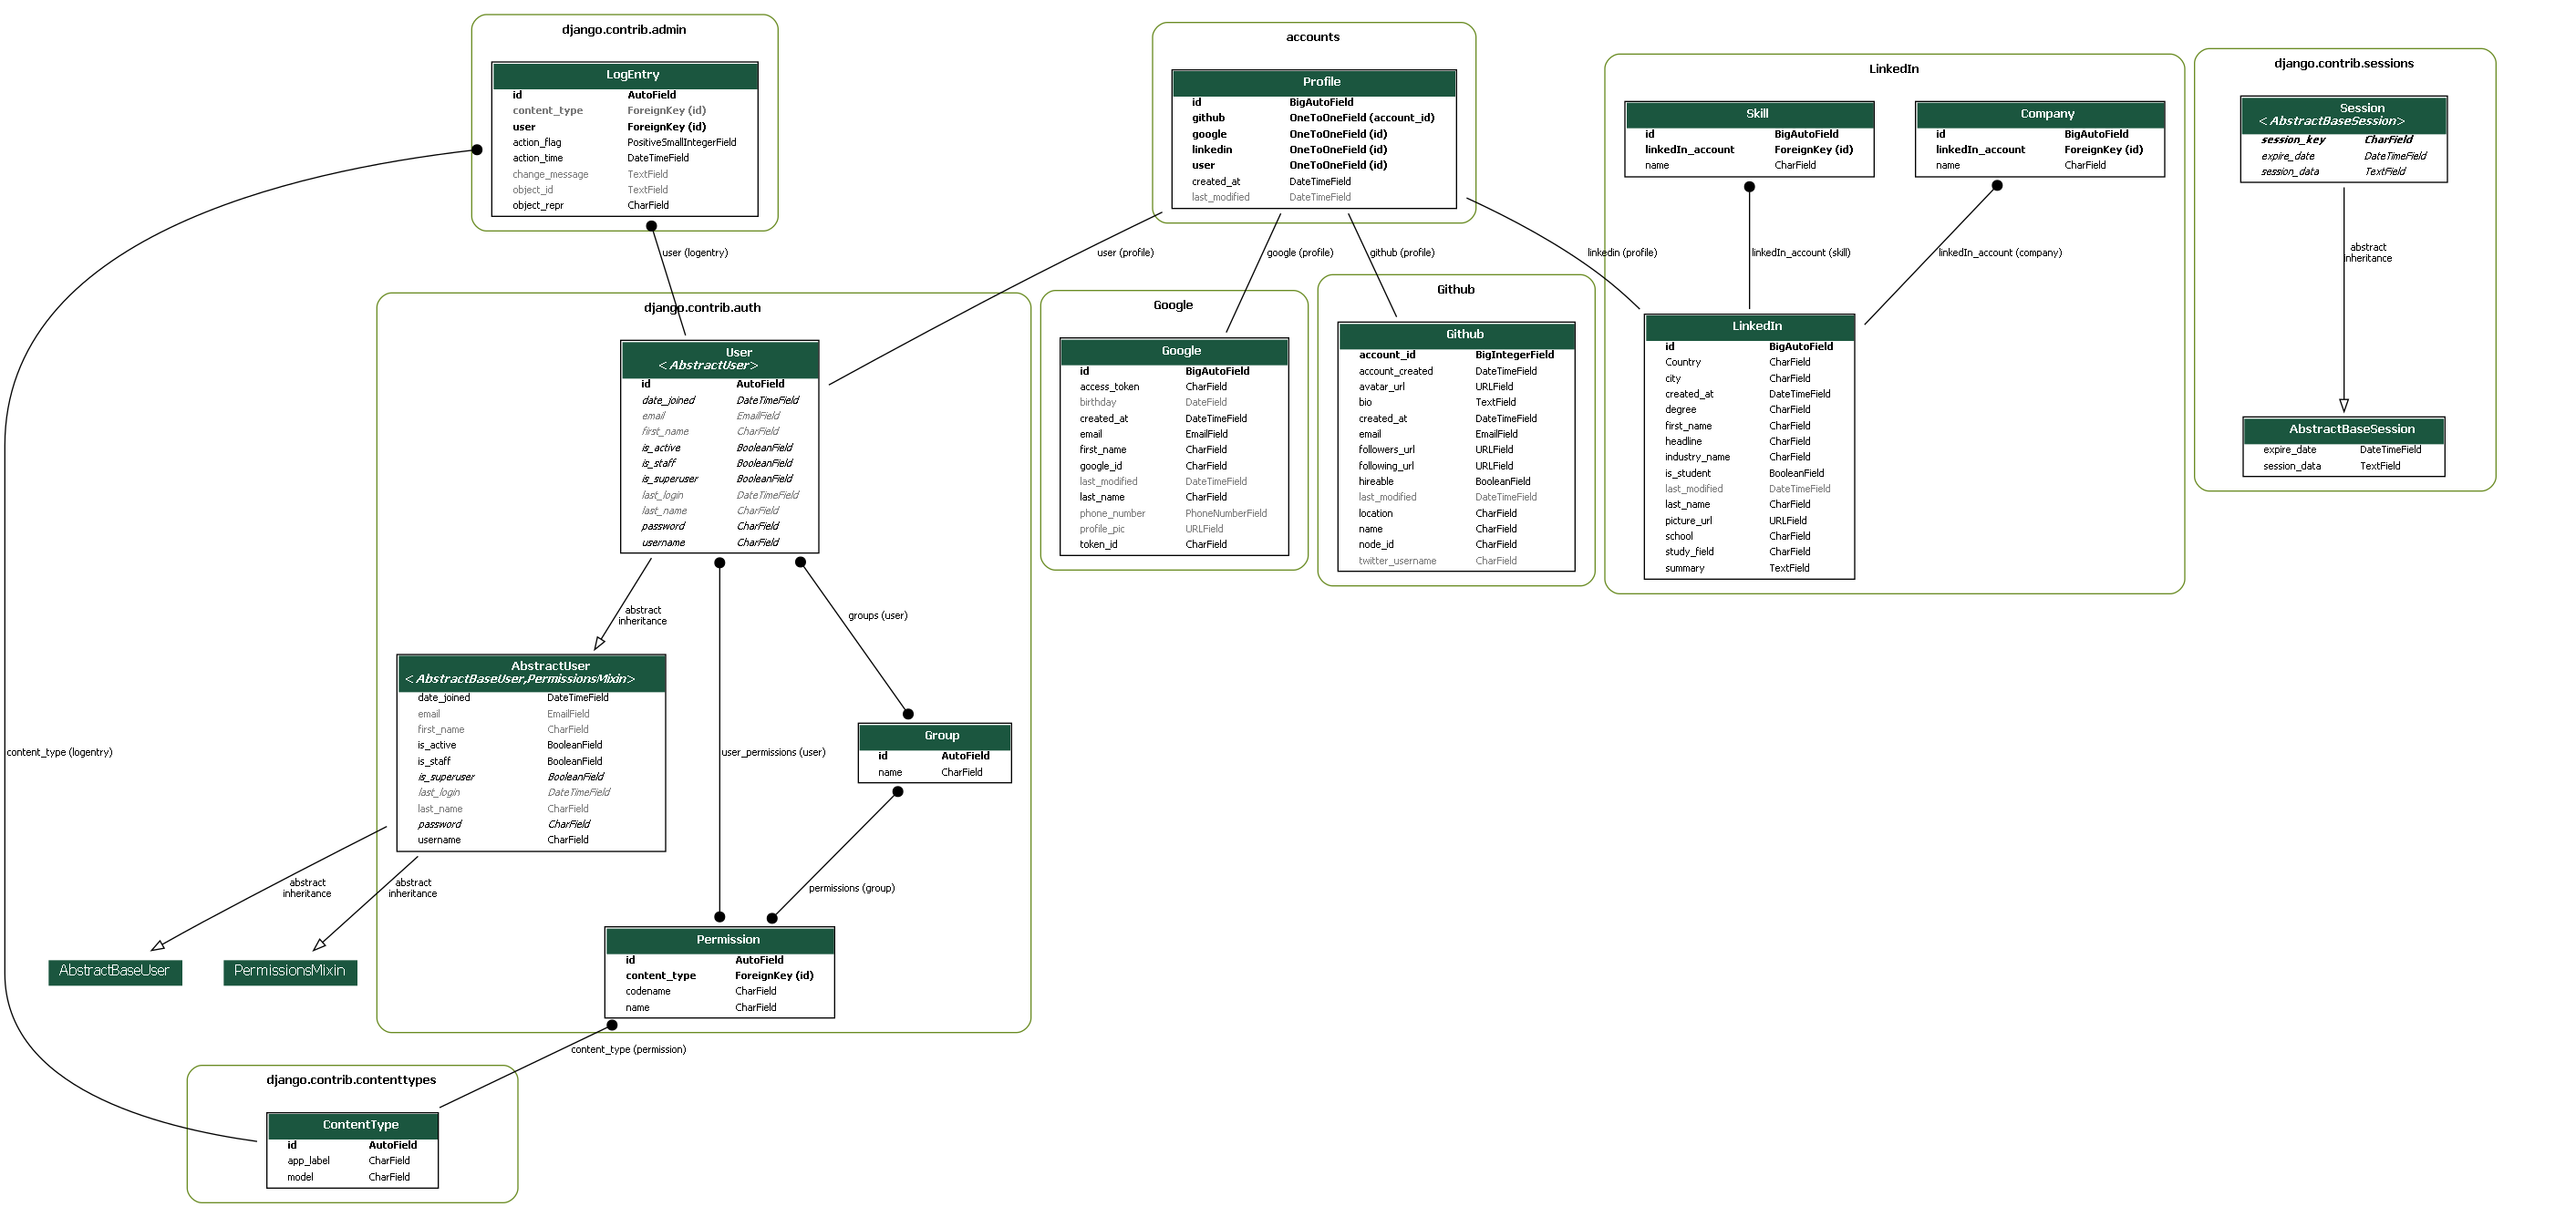 django.contrib.admin
LogEntry
id AutoField
content_type ForeignKey (id)
user ForeignKey (id)
action_flag PositiveSmallIntegerField
action_time DateTimeField
change_message TextField
object_id TextField
object_repr CharField
accounts
Profile
id BigAutoField
github OneToOneField (account_id)
google OneToOneField (id)
linkedin OneToOneField (id)
user OneToOneField (id)
created_at DateTimeField
last_modified DateTimeField
LinkedIn
Skill
id BigAutoField
linkedIn_account ForeignKey (id)
name CharField
Company
id BigAutoField
linkedIn_account ForeignKey (id)
name CharField
django.contrib.sessions
Session
<AbstractBaseSession>
session_key CharField
expire_date DateTimeField
session_data TextField
user (logentry)
user (profile)
google (profile)
github (profile)
linkedin (profile)
linkedIn_account (skill)
linkedIn_account (company)
abstract
inheritance
django.contrib.auth
User
<AbstractUser>
id AutoField
date_joined DateTimeField
email EmailField
first_name CharField
is_active BooleanField
is_staff BooleanField
is_superuser BooleanField
last_login DateTimeField
last_name CharField
password CharField
username CharField
Google
Google
id BigAutoField
access_token CharField
birthday DateField
created_at DateTimeField
email EmailField
first_name CharField
google_id CharField
last_modified DateTimeField
last_name CharField
phone_number PhoneNumberField
profile_pic URLField
token_id CharField
Github
Github
account_id BigIntegerField
account_created DateTimeField
avatar_url URLField
bio TextField
created_at DateTimeField
email EmailField
followers_url URLField
following_url URLField
hireable BooleanField
last_modified DateTimeField
location CharField
name CharField
node_id CharField
twitter_username CharField
LinkedIn
id BigAutoField
Country CharField
city CharField
created_at DateTimeField
degree CharField
first_name CharField
headline CharField
industry_name CharField
is_student BooleanField
last_modified DateTimeField
last_name CharField
picture_url URLField
school CharField
study_field CharField
summary TextField
AbstractBaseSession
expire_date DateTimeField
session_data TextField
abstract
inheritance
groups (user)
AbstractUser
<AbstractBaseUser,PermissionsMixin>
date_joined DateTimeField
email EmailField
first_name CharField
is_active BooleanField
is_staff BooleanField
is_superuser BooleanField
last_login DateTimeField
last_name CharField
password CharField
username CharField
content_type (logentry)
user_permissions (user)
Group
id AutoField
name CharField
abstract
inheritance
abstract
inheritance
permissions (group)
AbstractBaseUser
PermissionsMixin
Permission
id AutoField
content_type ForeignKey (id)
codename CharField
name CharField
content_type (permission)
django.contrib.contenttypes
ContentType
id AutoField
app_label CharField
model CharField